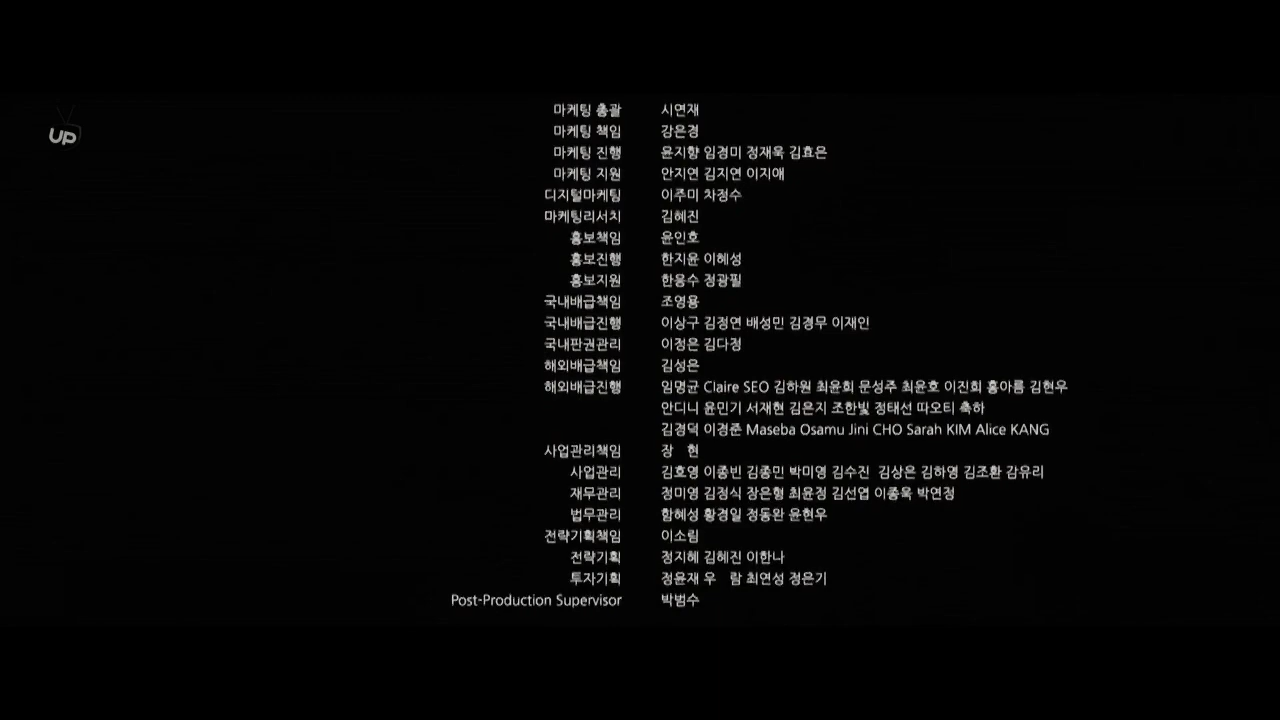 UP
마케팅 총괄 시연재
마케팅 책임 강은경
마케팅 진행 윤지향 임경미 정재욱 김효은
마케팅 지원 안지연 김지연 이지애
디지털마케팅 이주미 차정수
마케팅리서치 김혜진
홍보책임 윤인호
홍보진행 한지윤 이혜성
홍보지원 한응수 정광필
국내배급책임 조영용
국내배급진행 이상구 김정연 배성민 김경무 이재인
국내판권관리 이정은 김다정
해외배급책임 김성은
해외배급진행 임명균 Claire SEO 김하원 최윤희 문성주 최윤호 이진희 홍아름 김현우
안디니 윤민기 서재현 김은지 조한빛 정태선 따오티 축하
김경덕 이경준 Maseba Osamu Jini CHO Sarah KIM Alice KANG
사업관리책임 장 현
사업관리 김호영 이종빈 김종민 박미영 김수진 김상은 김하영 김조환 감유리
재무관리 정미영 김정식 장은형 최윤정 김선엽 이종욱 박연정
법무관리 함혜성 황경일 정동완 윤현우
전략기획책임 이소림
전략기획 정지혜 김혜진 이한나
투자기획 정윤재 우 람 최연성 정은기
Post-Production Supervisor 박범수